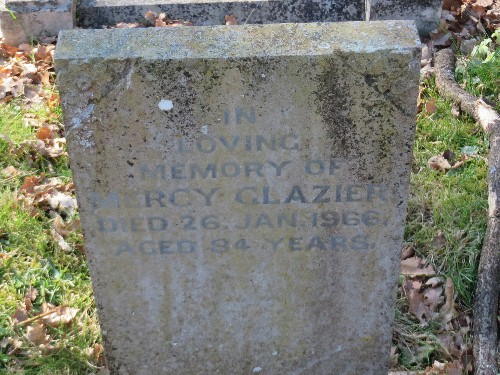 IN
LOVING
MEMORY OF
MERCY GLAZIER
DIED 26. JAN. 1966.
AGED 94 YEARS.